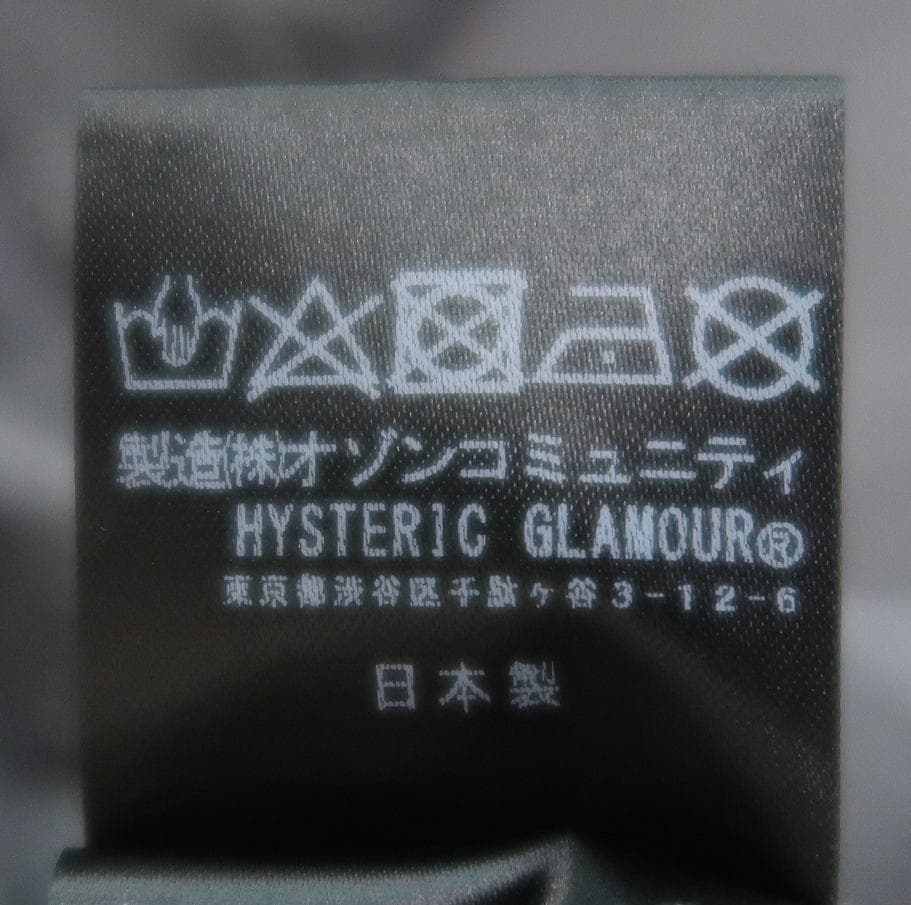 製造(株)オゾンコミュニティ
HYSTERIC GLAMOUR®
東京都渋谷区千駄ケ谷3-12-6
日本製